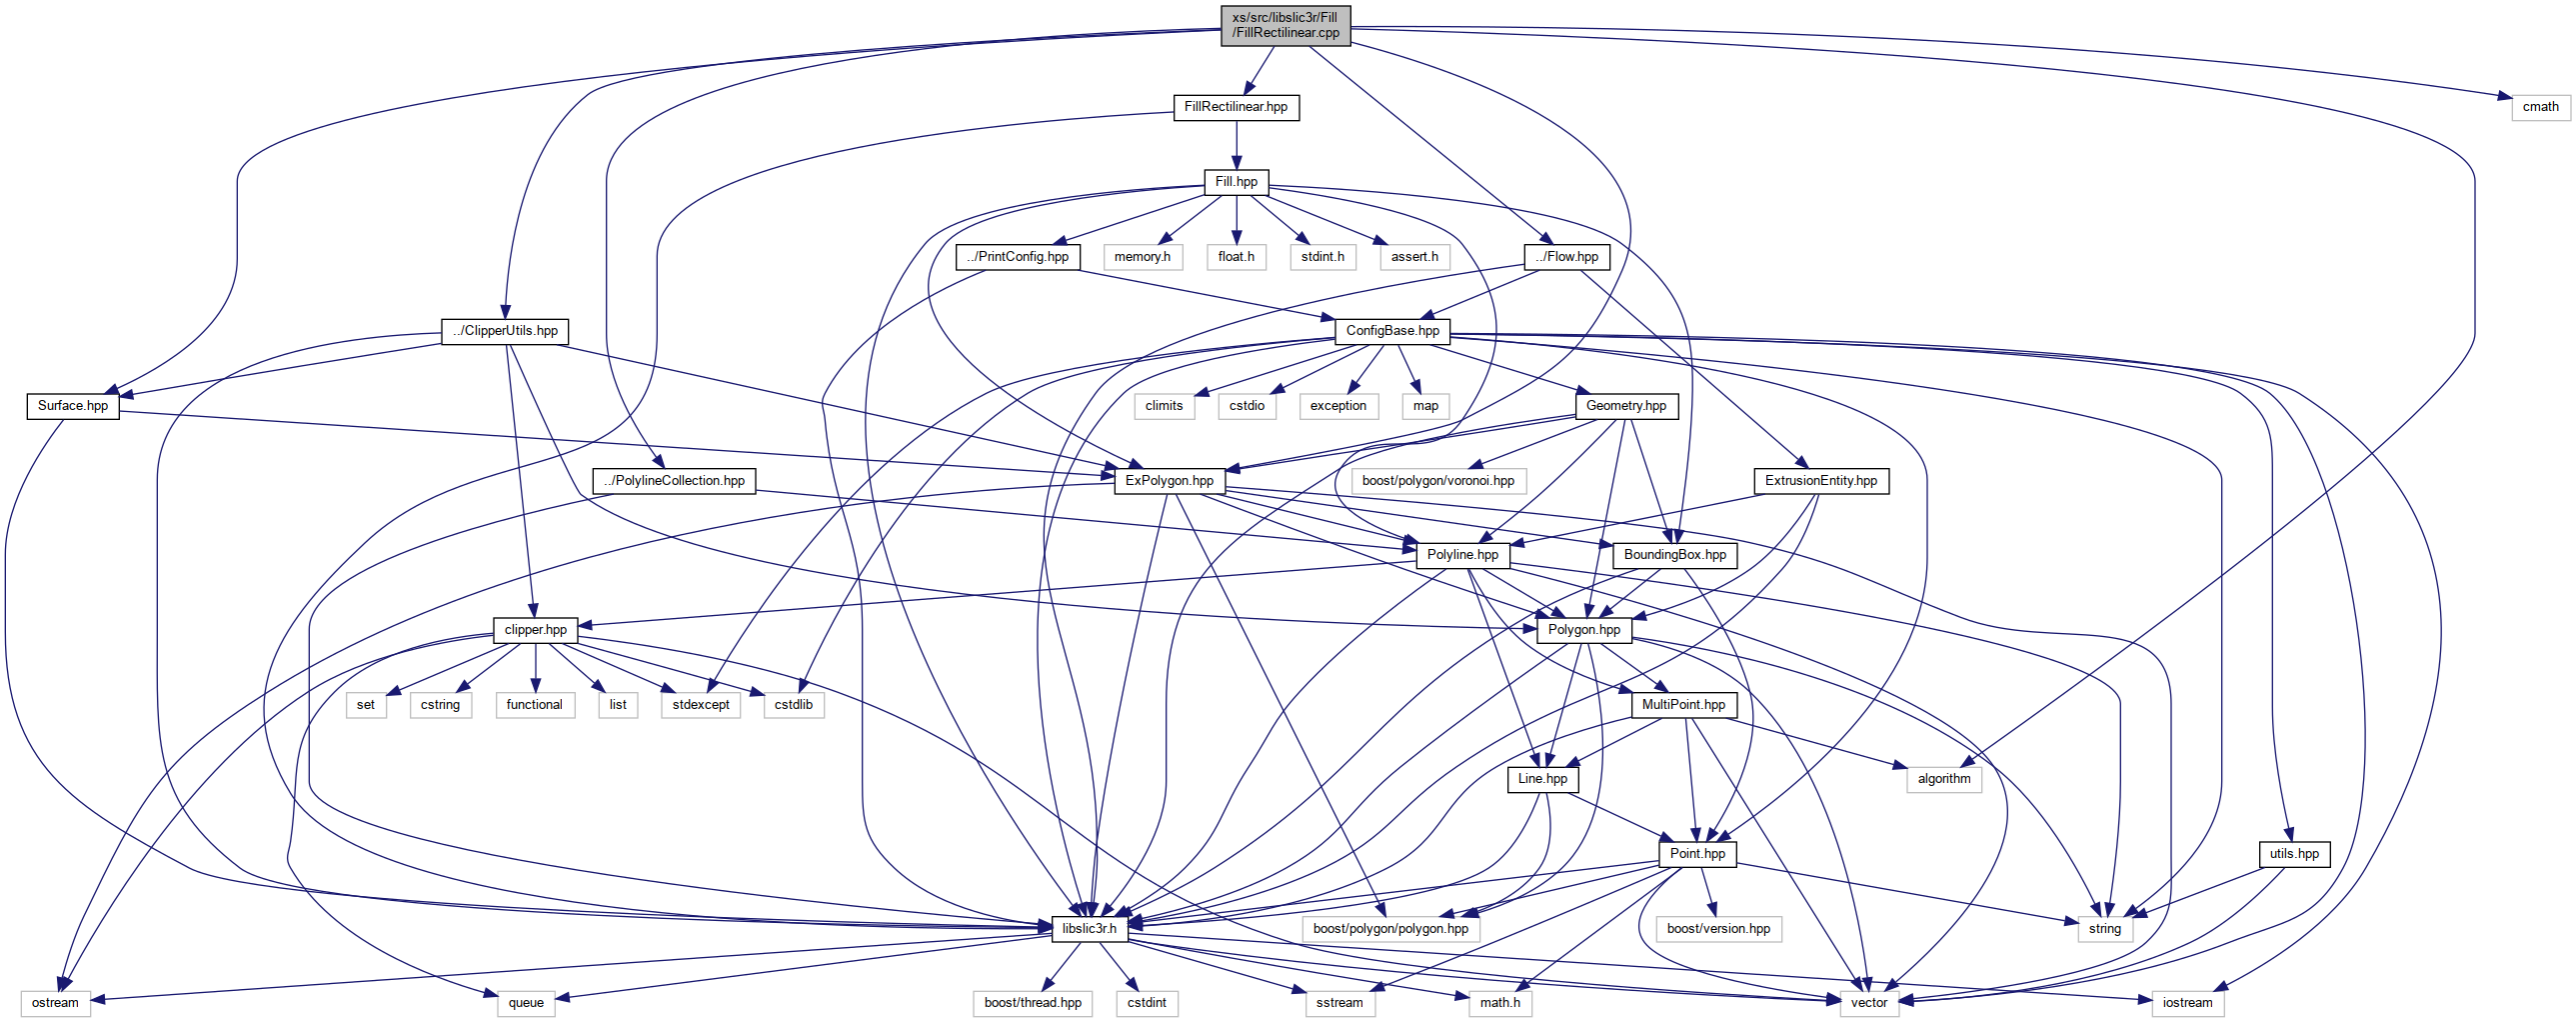 xs/src/libslic3r/Fill
/FillRectilinear.cpp
FillRectilinear.hpp
cmath
Fill.hpp
../PrintConfig.hpp
memory.h
float.h
stdint.h
assert.h
../Flow.hpp
../ClipperUtils.hpp
ConfigBase.hpp
Surface.hpp
climits
cstdio
exception
map
Geometry.hpp
../PolylineCollection.hpp
ExPolygon.hpp
boost/polygon/voronoi.hpp
ExtrusionEntity.hpp
Polyline.hpp
BoundingBox.hpp
clipper.hpp
Polygon.hpp
set
cstring
functional
list
stdexcept
cstdlib
MultiPoint.hpp
Line.hpp
algorithm
Point.hpp
utils.hpp
libslic3r.h
boost/polygon/polygon.hpp
boost/version.hpp
string
ostream
queue
boost/thread.hpp
cstdint
sstream
math.h
vector
iostream